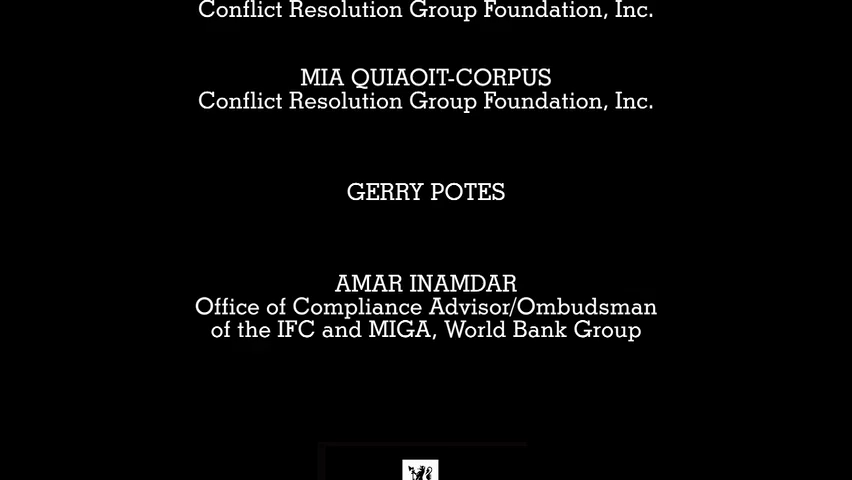 Conflict Resolution Group Foundation, Inc.
MIA QUIAOIT-CORPUS
Conflict Resolution Group Foundation, Inc.
GERRY POTES
AMAR INAMDAR
Office of Compliance Advisor/Ombudsman
of the IFC and MIGA, World Bank Group